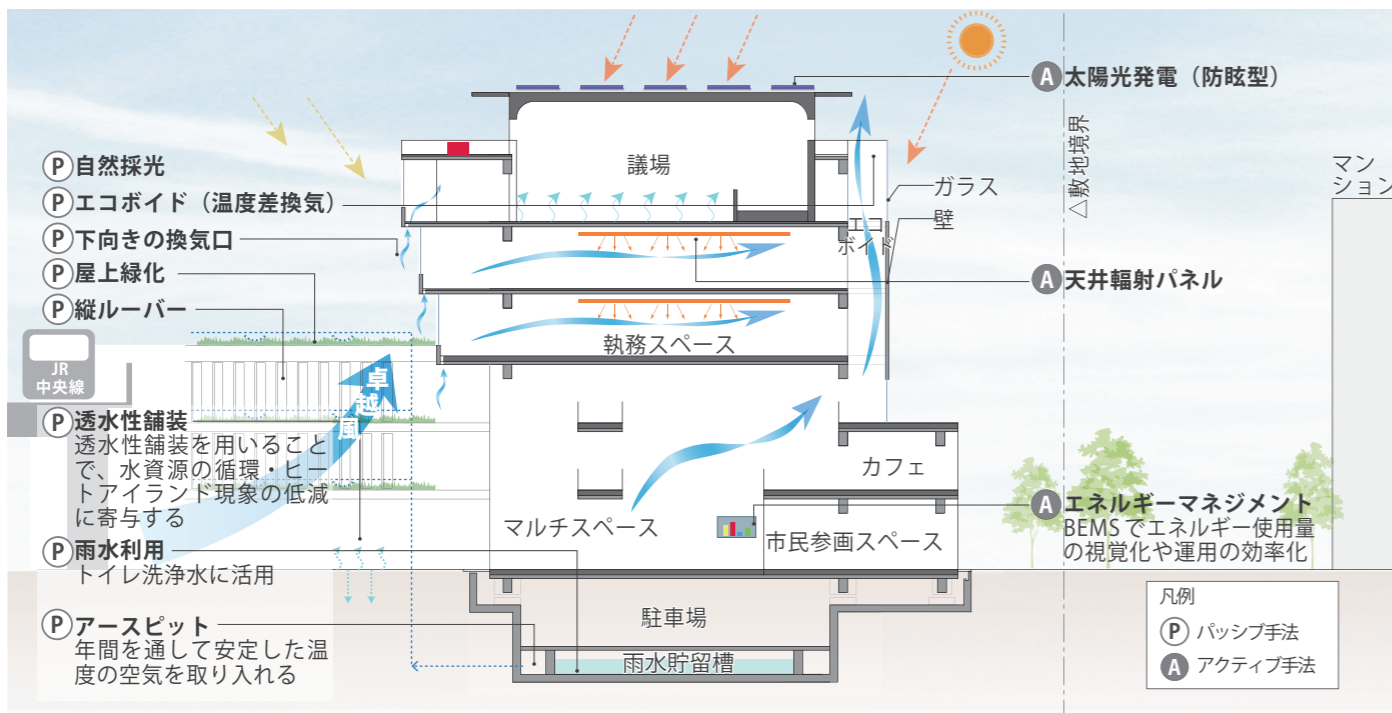 Ⓟ自然採光
Ⓟエコボイド（温度差換気）
Ⓟ下向きの換気口
Ⓟ屋上緑化
Ⓟ縦ルーバー
JR
中央線
Ⓟ透水性舗装
透水性舗装を用いること
で、水資源の循環・ヒー
トアイランド現象の低減
に寄与する
Ⓟ雨水利用
トイレ洗浄水に活用
Ⓟアースピット
年間を通して安定した温
度の空気を取り入れる
卓越風
議場
執務スペース
マルチスペース
カフェ
市民参画スペース
駐車場
雨水貯留槽
エコ
ボイド
ガラス
壁
Ⓐ太陽光発電（防眩型）
△敷地境界
マン
ション
Ⓐ天井輻射パネル
Ⓐエネルギーマネジメント
BEMSでエネルギー使用量
の視覚化や運用の効率化
凡例
Ⓟパッシブ手法
Ⓐアクティブ手法